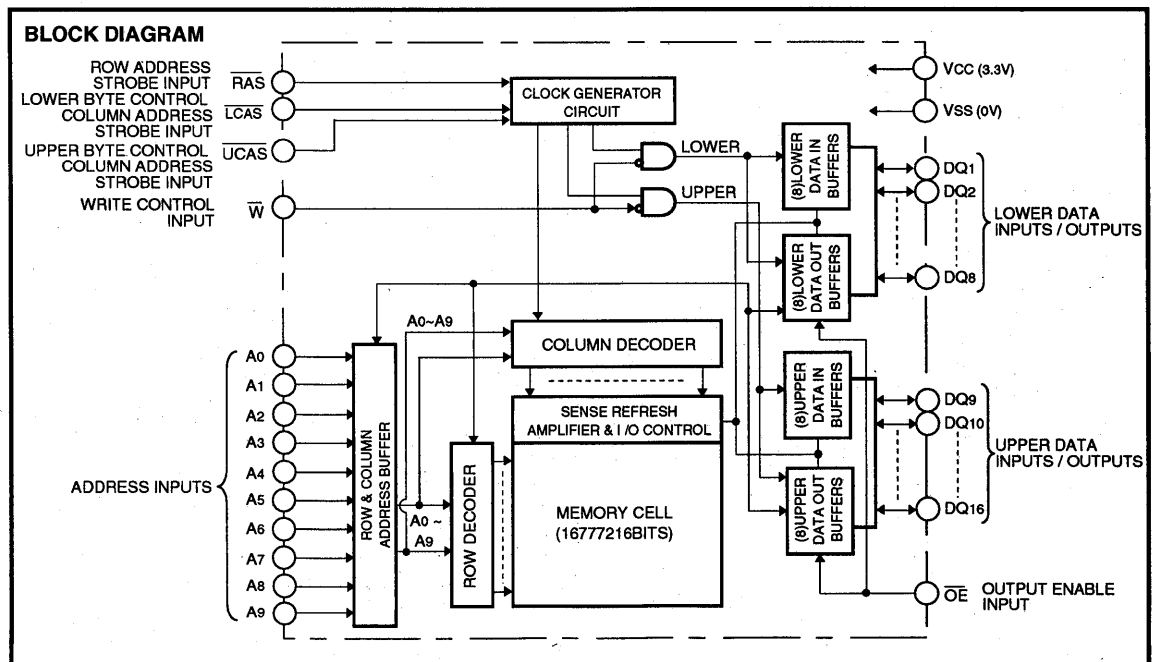 BLOCK DIAGRAM
ROW ADDRESS
STROBE INPUT
RAS
LOWER BYTE CONTROL
COLUMN ADDRESS
STROBE INPUT
LCAS
UPPER BYTE CONTROL
COLUMN ADDRESS
STROBE INPUT
UCAS
WRITE CONTROL
INPUT
W
CLOCK GENERATOR
CIRCUIT
LOWER
UPPER
VCC (3.3V)
VSS (0V)
(8)LOWER
DATA IN
BUFFERS
(8)LOWER
DATA OUT
BUFFERS
DQ1
DQ2
DQ8
LOWER DATA
INPUTS / OUTPUTS
A0~A9
COLUMN DECODER
SENSE REFRESH
AMPLIFIER & I /O CONTROL
MEMORY CELL
(16777216BITS)
ROW DECODER
A0 ~
A9
ROW & COLUMN
ADDRESS BUFFER
ADDRESS INPUTS
A0
A1
A2
A3
A4
A5
A6
A7
A8
A9
(8)UPPER
DATA IN
BUFFERS
(8)UPPER
DATA OUT
BUFFERS
DQ9
DQ10
DQ16
UPPER DATA
INPUTS / OUTPUTS
OE
OUTPUT ENABLE
INPUT